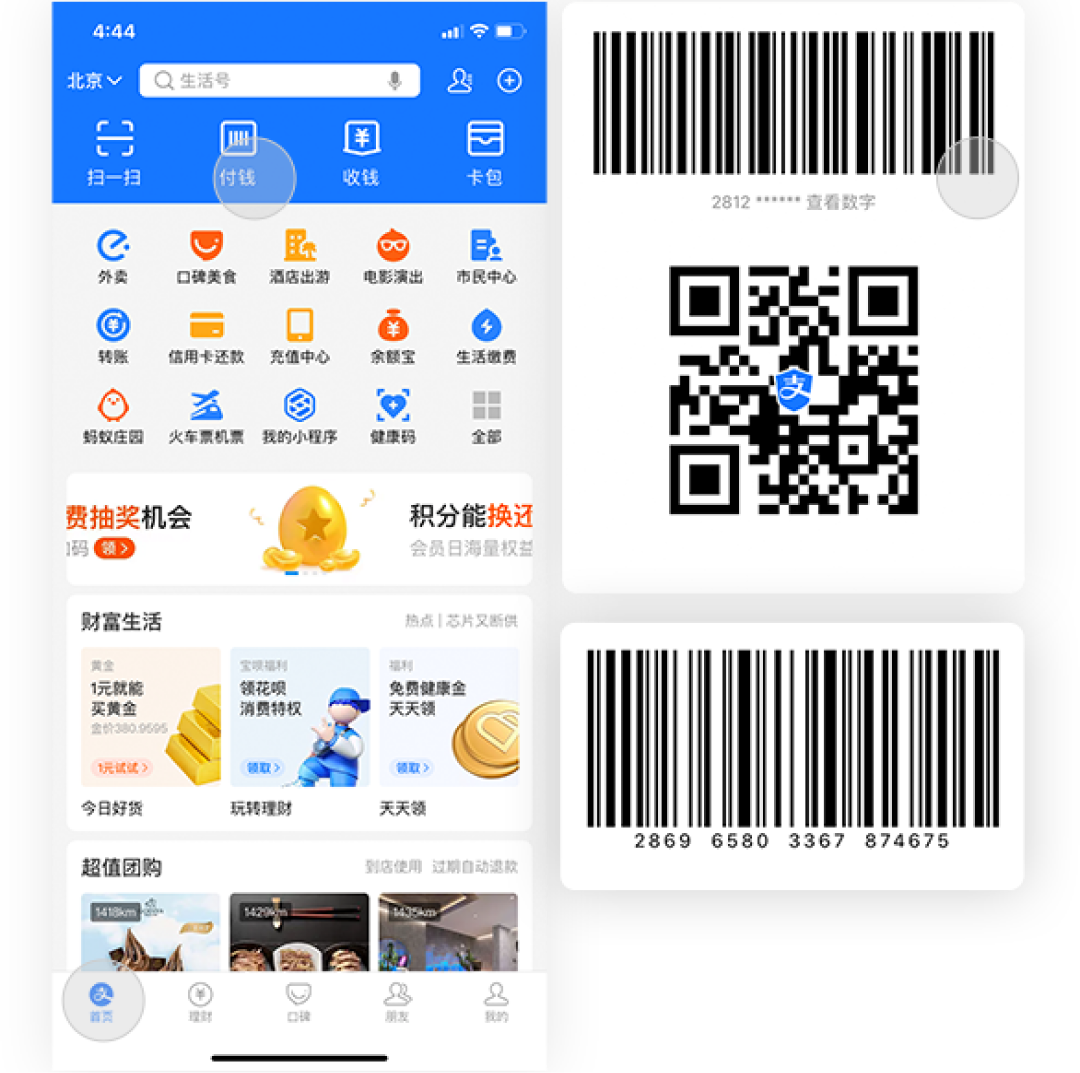 4:44
北京
生活号
扫一扫
付钱
收钱
卡包
外卖
口碑美食
酒店出游
电影演出
市民中心
转账
信用卡还款
充值中心
余额宝
生活缴费
蚂蚁庄园
火车票机票
我的小程序
健康码
全部
费抽奖机会
码
领 >
积分能换还
会员日海量权益
财富生活
热点 | 芯片又断供
黄金
1元就能
买黄金
金价380.9595
1元试试 >
今日好货
宝呗福利
领花呗
消费特权
领取 >
玩转理财
福利
免费健康金
天天领
领取 >
天天领
超值团购
到店使用 过期自动退款
1418km
1429km
1435km
首页
理财
口碑
朋友
我的
2812 ****** 查看数字
支
2869 6580 3367 874675